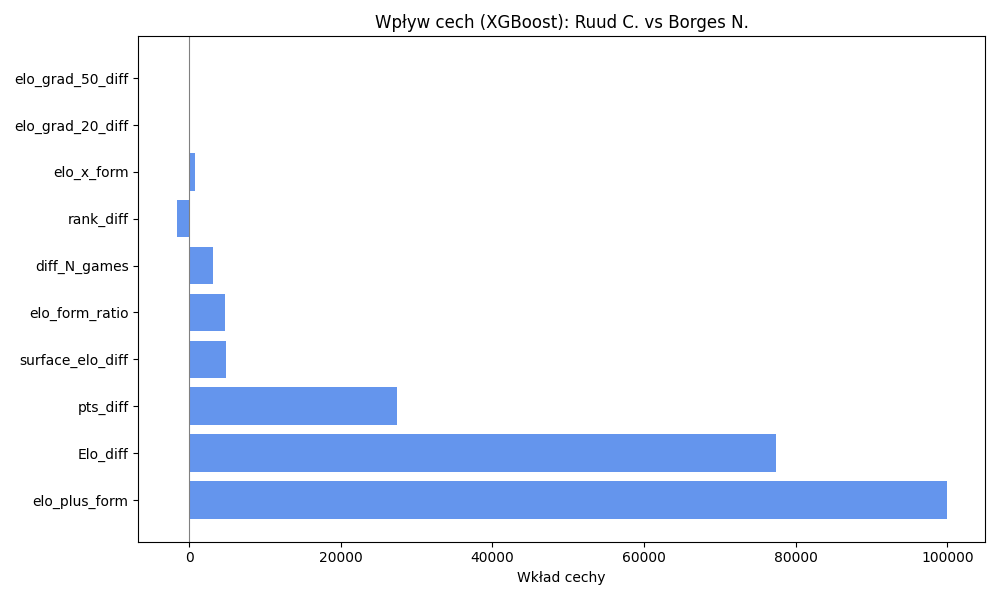 Wpływ cech (XGBoost): Ruud C. vs Borges N.
elo_grad_50_diff
elo_grad_20_diff
elo_x_form
rank_diff
diff_N_games
elo_form_ratio
surface_elo_diff
pts_diff
Elo_diff
elo_plus_form
0 20000 40000 60000 80000 100000
Wkład cechy